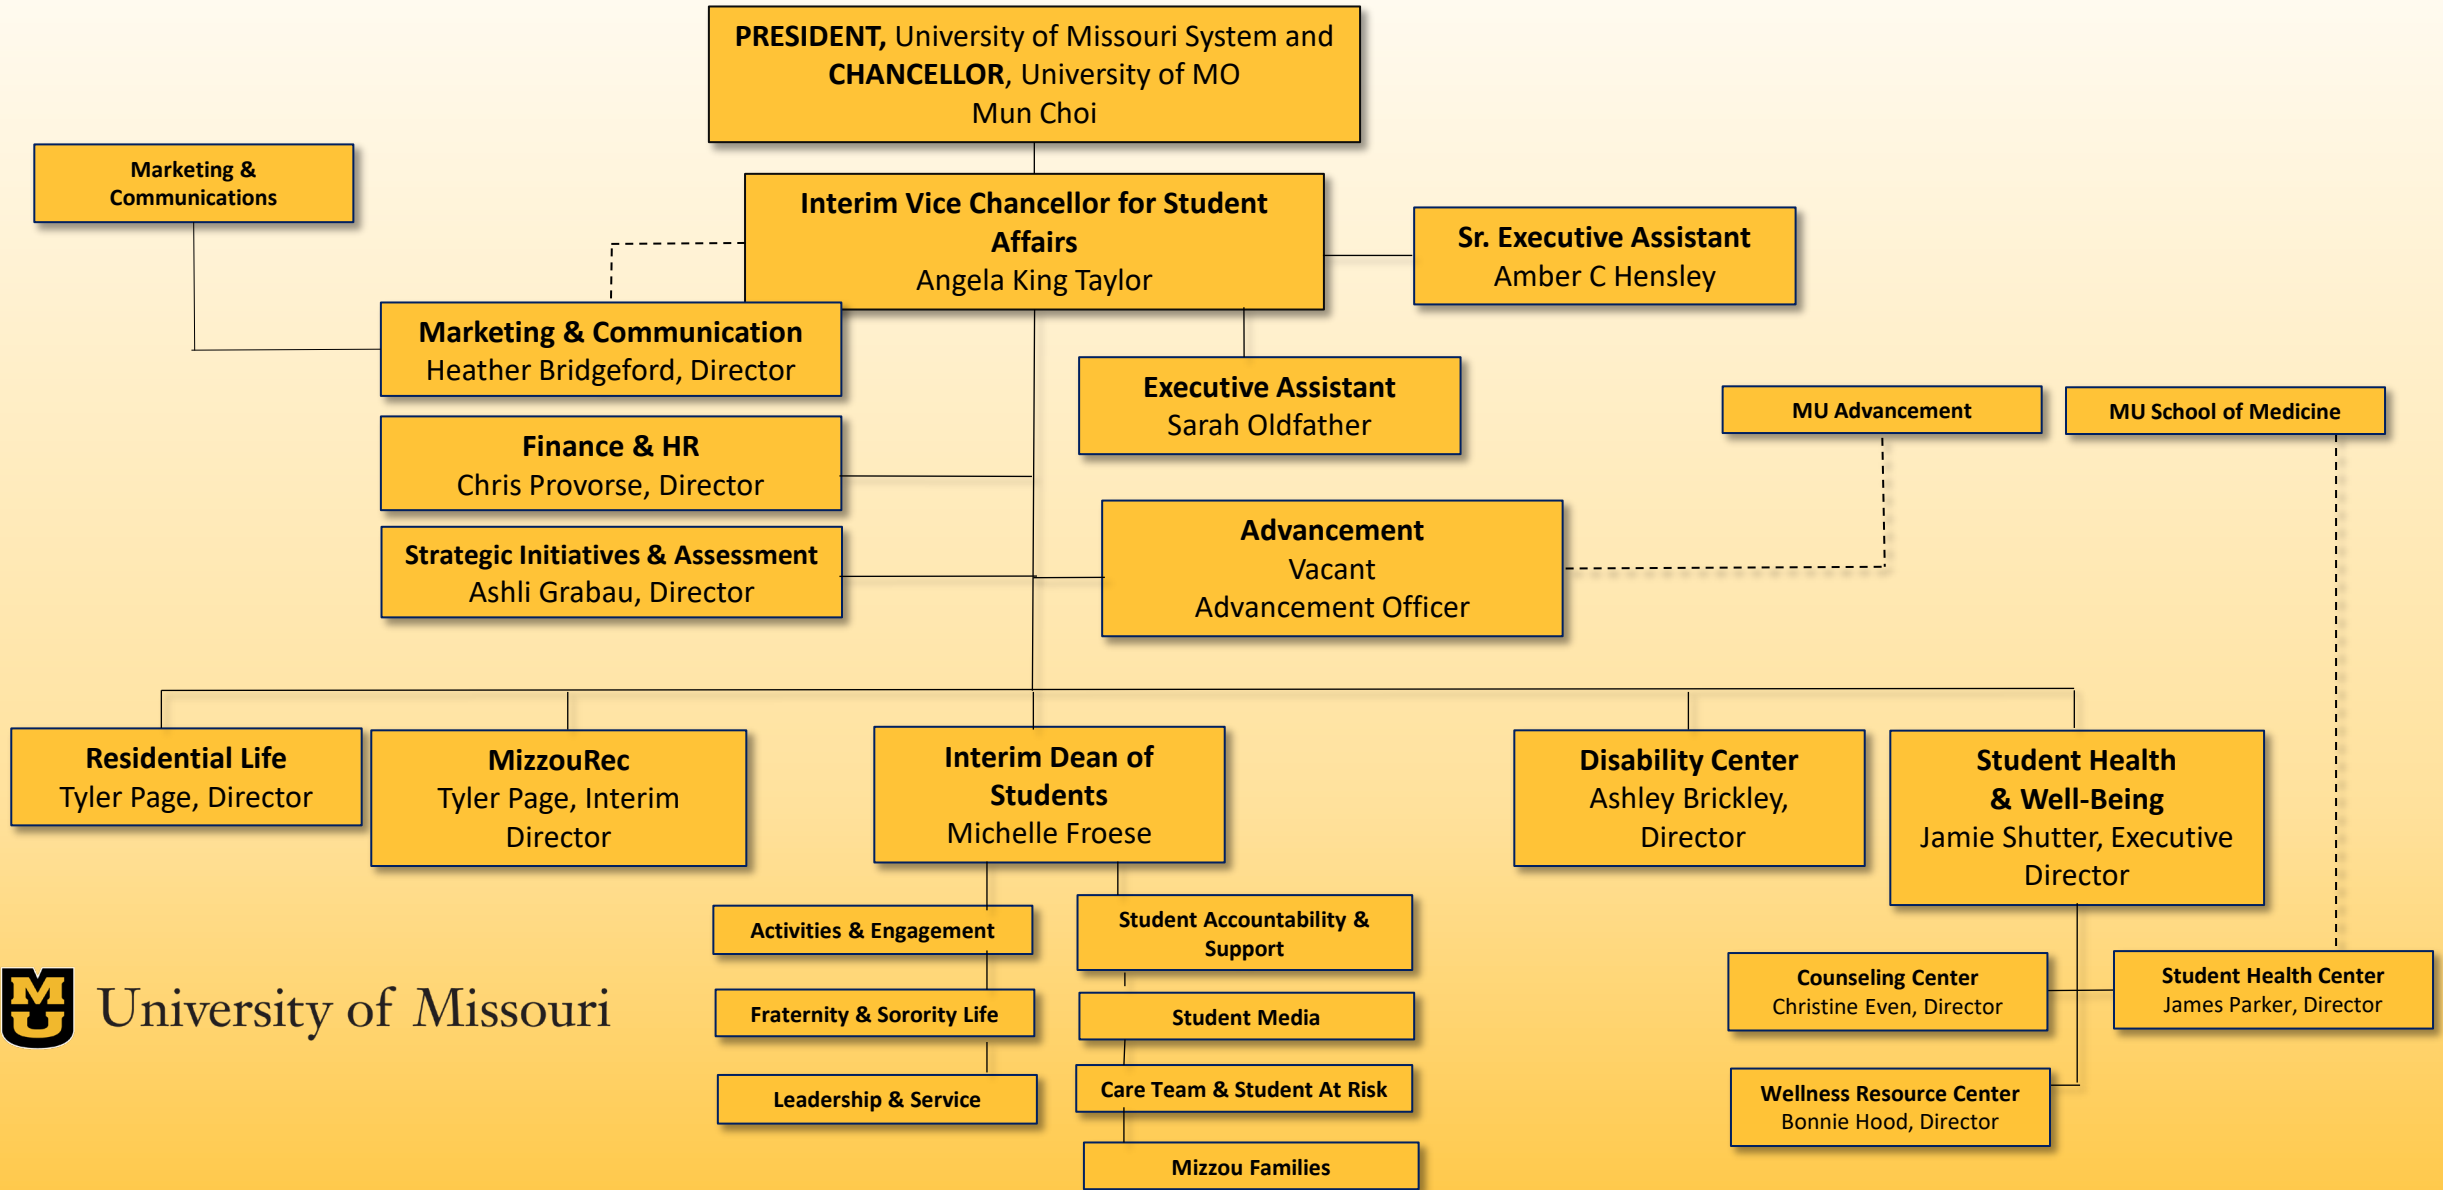 PRESIDENT, University of Missouri System and
CHANCELLOR, University of MO
Mun Choi
Marketing &
Communications
Interim Vice Chancellor for Student
Affairs
Angela King Taylor
Sr. Executive Assistant
Amber C Hensley
Marketing & Communication
Heather Bridgeford, Director
Executive Assistant
Sarah Oldfather
MU Advancement
MU School of Medicine
Finance & HR
Chris Provorse, Director
Advancement
Vacant
Advancement Officer
Strategic Initiatives & Assessment
Ashli Grabau, Director
Residential Life
Tyler Page, Director
MizzouRec
Tyler Page, Interim
Director
Interim Dean of
Students
Michelle Froese
Disability Center
Ashley Brickley,
Director
Student Health
& Well-Being
Jamie Shutter, Executive
Director
Activities & Engagement
Fraternity & Sorority Life
Leadership & Service
Student Accountability &
Support
Student Media
Care Team & Student At Risk
Mizzou Families
Counseling Center
Christine Even, Director
Student Health Center
James Parker, Director
Wellness Resource Center
Bonnie Hood, Director
MU
University of Missouri